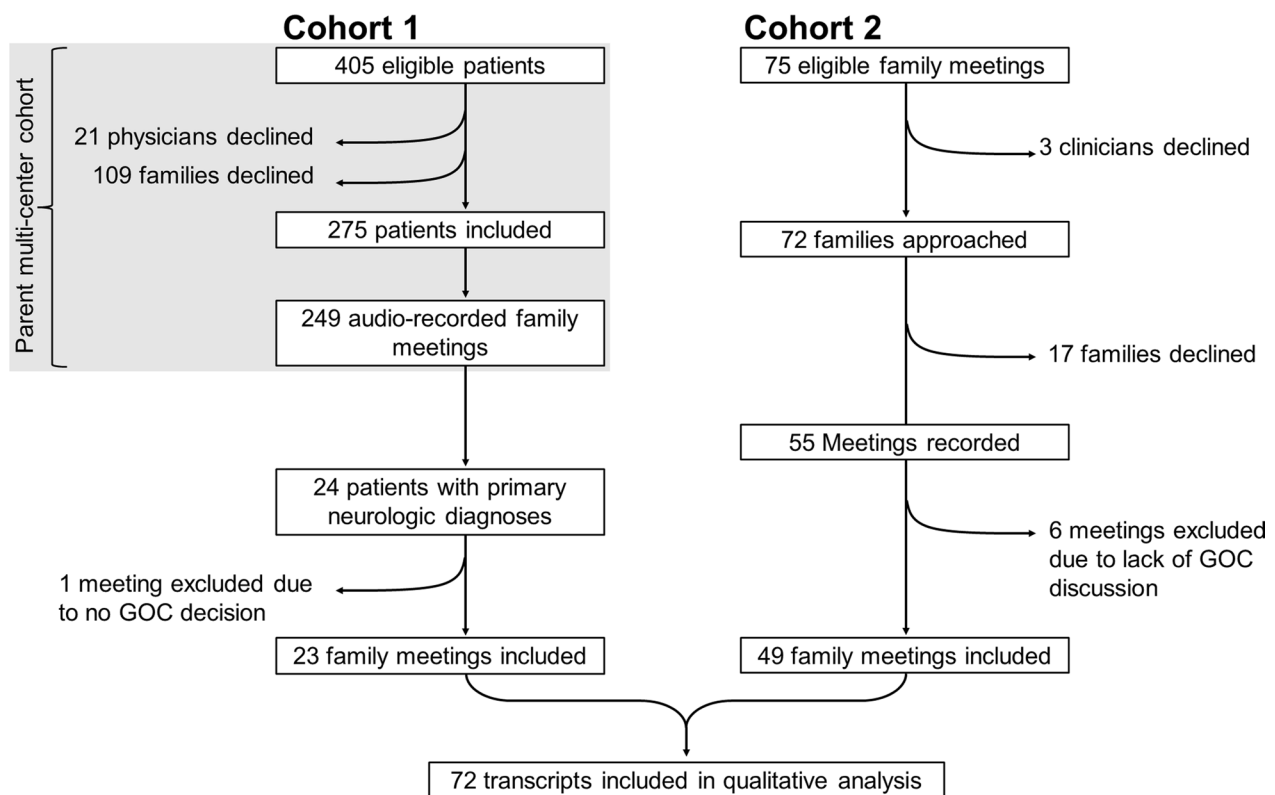 Cohort 1
Parent multi-center cohort
405 eligible patients
21 physicians declined
109 families declined
275 patients included
249 audio-recorded family
meetings
24 patients with primary
neurologic diagnoses
1 meeting excluded due
to no GOC decision
23 family meetings included
Cohort 2
75 eligible family meetings
3 clinicians declined
72 families approached
17 families declined
55 Meetings recorded
6 meetings excluded
due to lack of GOC
discussion
49 family meetings included
72 transcripts included in qualitative analysis